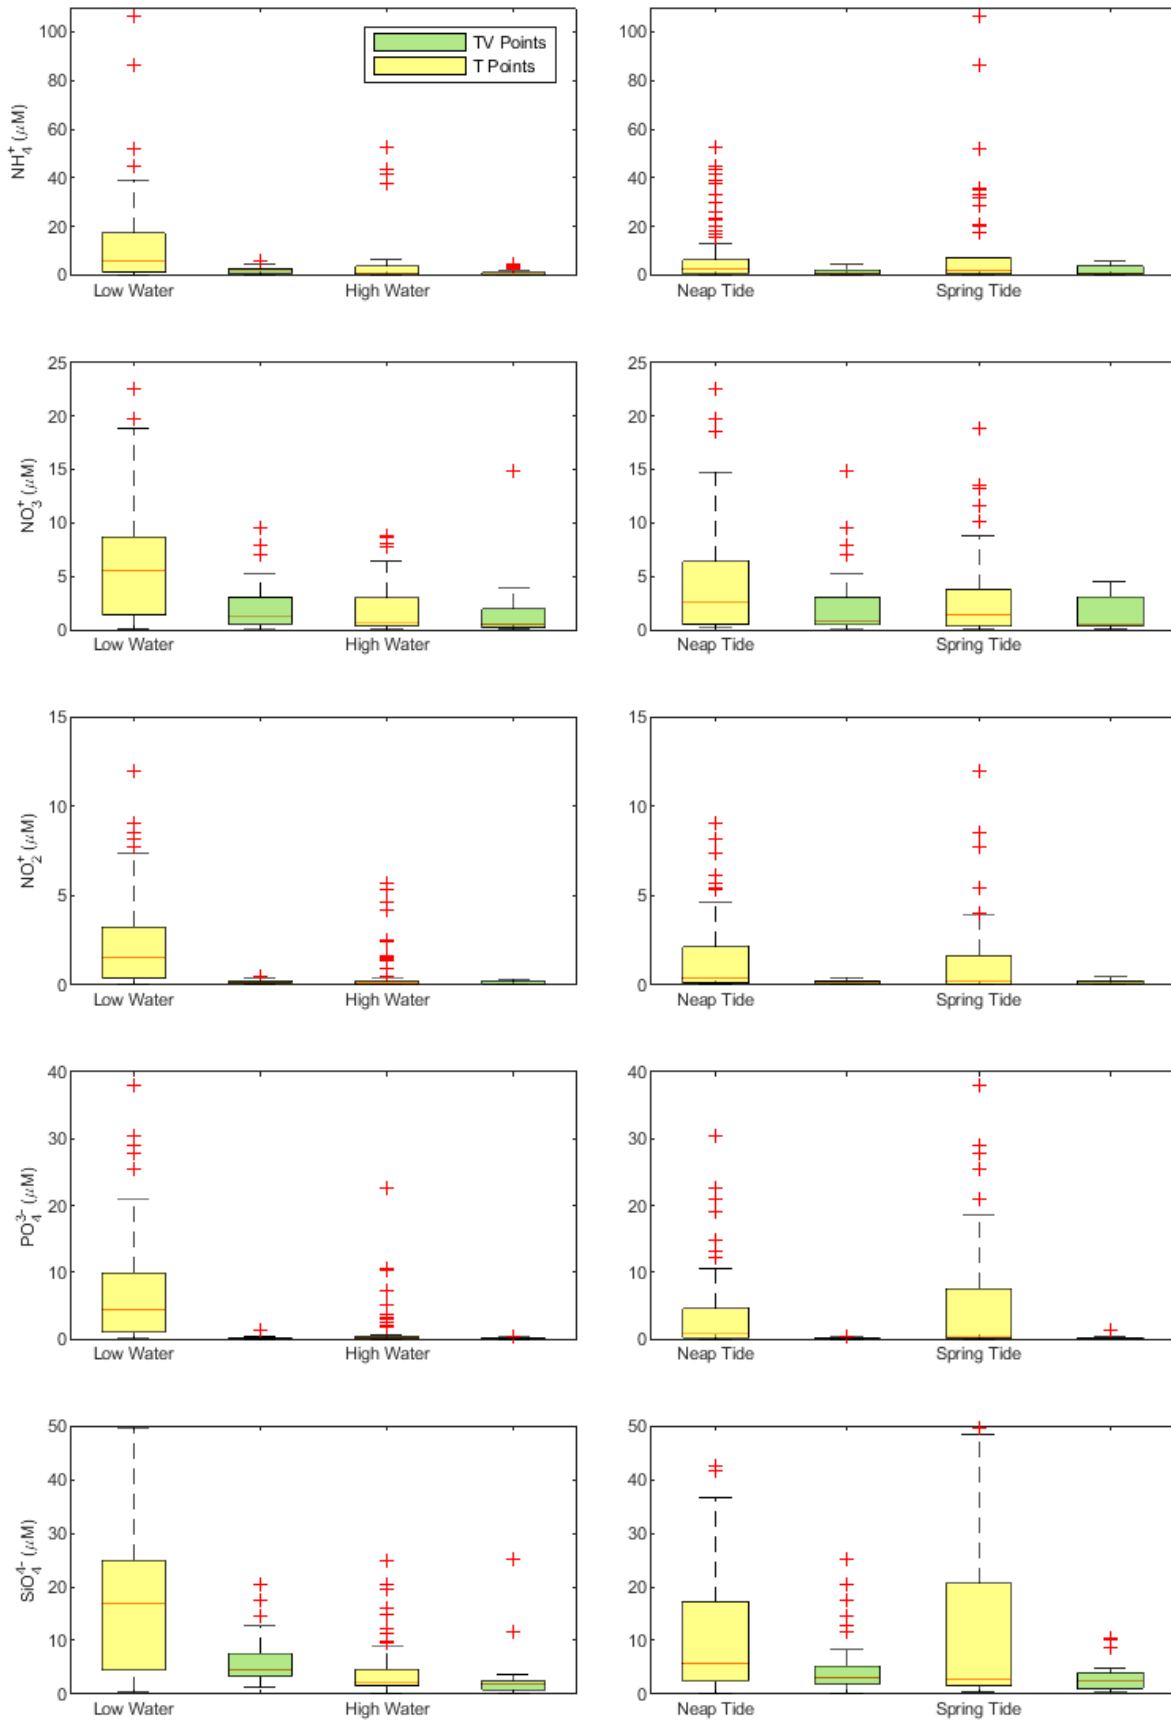 100
80
60
40
20
0
NH₄⁺ (μM)
TV Points
T Points
Low Water
High Water
100
80
60
40
20
0
Neap Tide
Spring Tide
25
20
15
10
5
0
NO₃⁺ (μM)
Low Water
High Water
25
20
15
10
5
0
Neap Tide
Spring Tide
15
10
5
0
NO₂⁺ (μM)
Low Water
High Water
15
10
5
0
Neap Tide
Spring Tide
40
30
20
10
0
PO₄³⁻ (μM)
Low Water
High Water
40
30
20
10
0
Neap Tide
Spring Tide
50
40
30
20
10
0
SiO₄⁴⁻ (μM)
Low Water
High Water
50
40
30
20
10
0
Neap Tide
Spring Tide